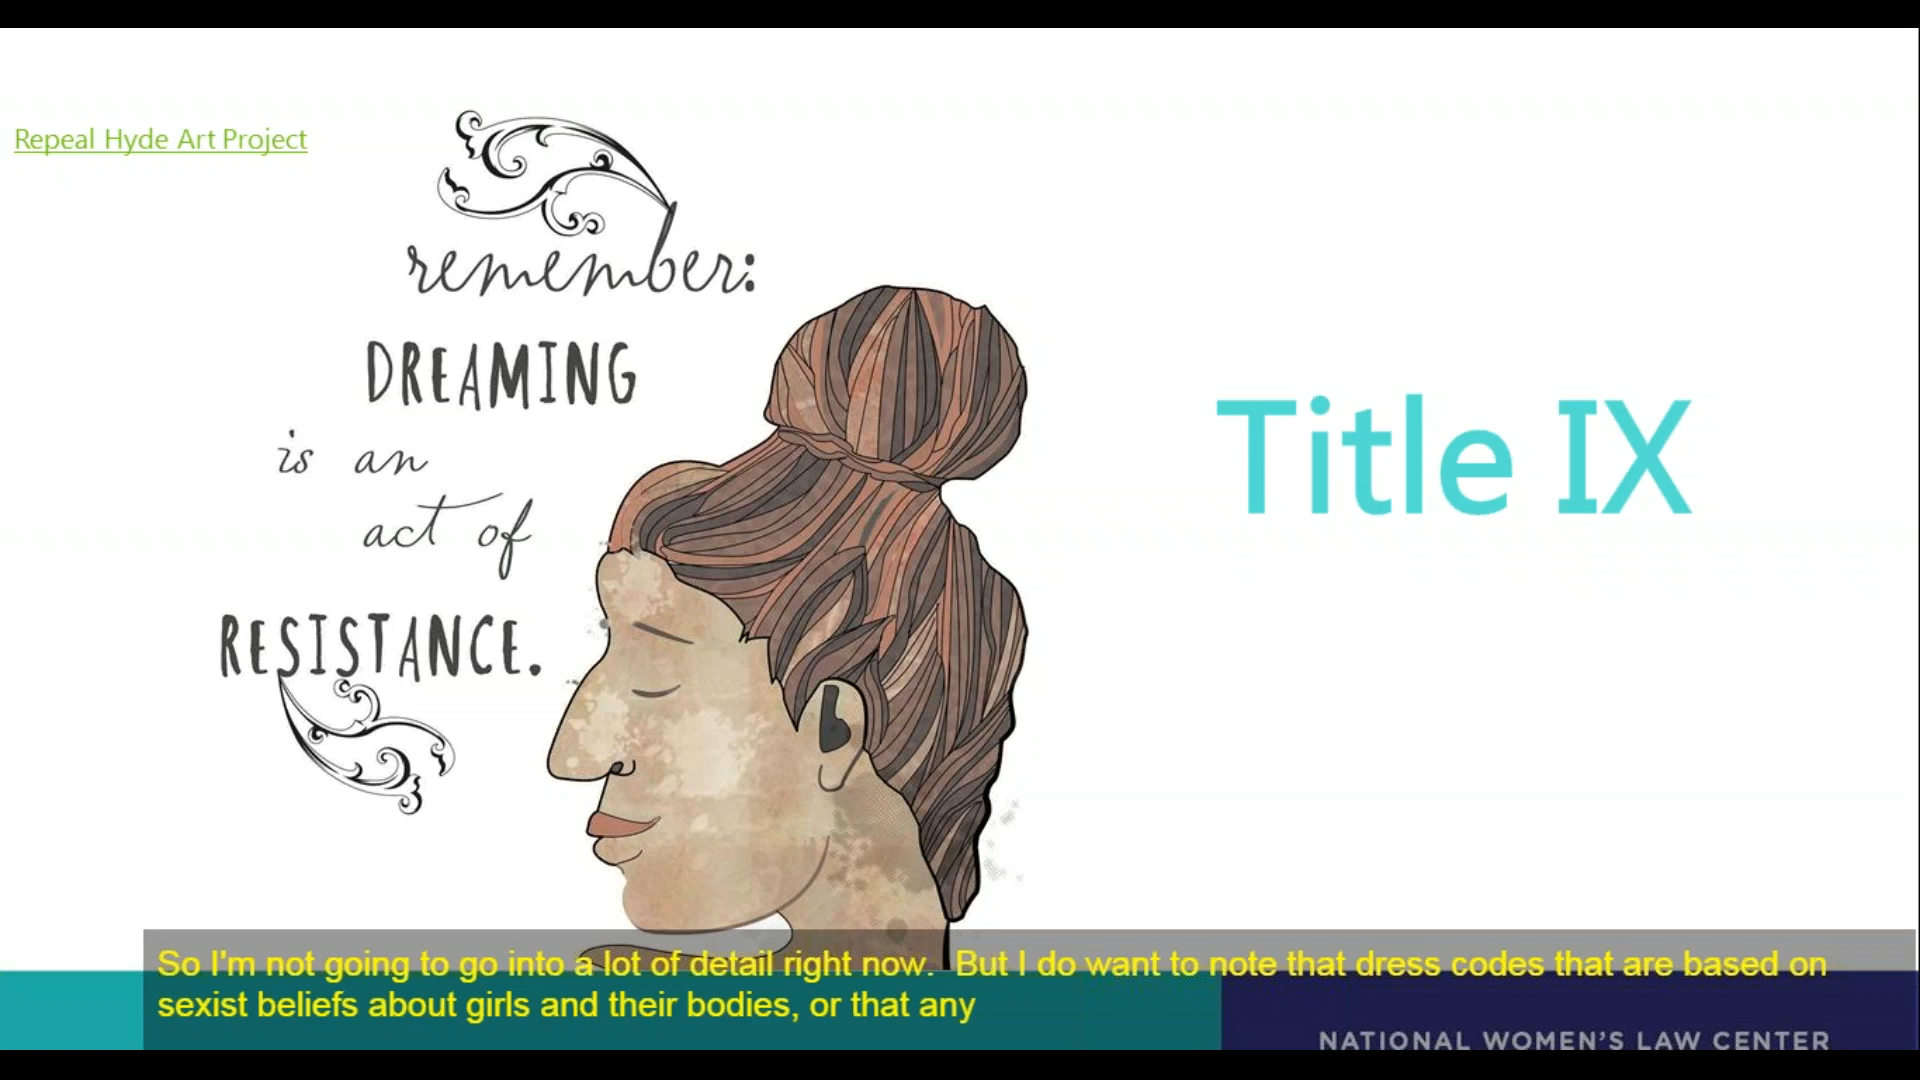 Repeal Hyde Art Project
remember:
DREAMING
is an
act of
RESISTANCE.
Title IX
So I'm not going to go into a lot of detail right now.  But I do want to note that dress codes that are based on
sexist beliefs about girls and their bodies, or that any
NATIONAL WOMEN'S LAW CENTER